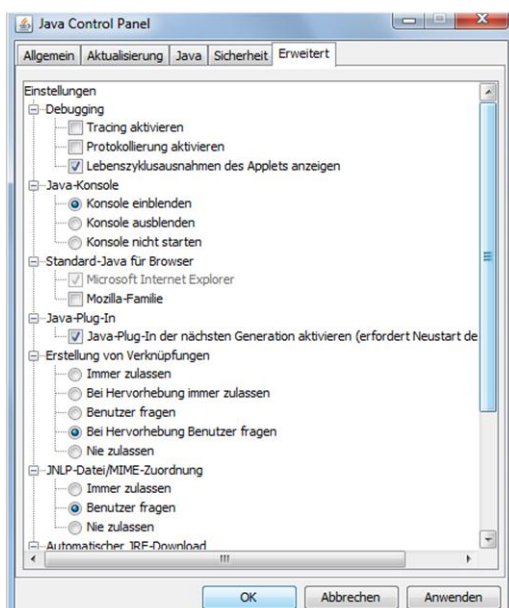 Java Control Panel
Allgemein Aktualisierung Java Sicherheit Erweitert
Einstellungen
Debugging
Tracing aktivieren
Protokollierung aktivieren
Lebenszyklusausnahmen des Applets anzeigen
Java-Konsole
Konsole einblenden
Konsole ausblenden
Konsole nicht starten
Standard-Java für Browser
Microsoft Internet Explorer
Mozilla-Familie
Java-Plug-In
Java-Plug-In der nächsten Generation aktivieren (erfordert Neustart de
Erstellung von Verknüpfungen
Immer zulassen
Bei Hervorhebung immer zulassen
Benutzer fragen
Bei Hervorhebung Benutzer fragen
Nie zulassen
JNLP-Datei/MIME-Zuordnung
Immer zulassen
Benutzer fragen
Nie zulassen
Automatischer JRE-Download
OK Abbrechen Anwenden